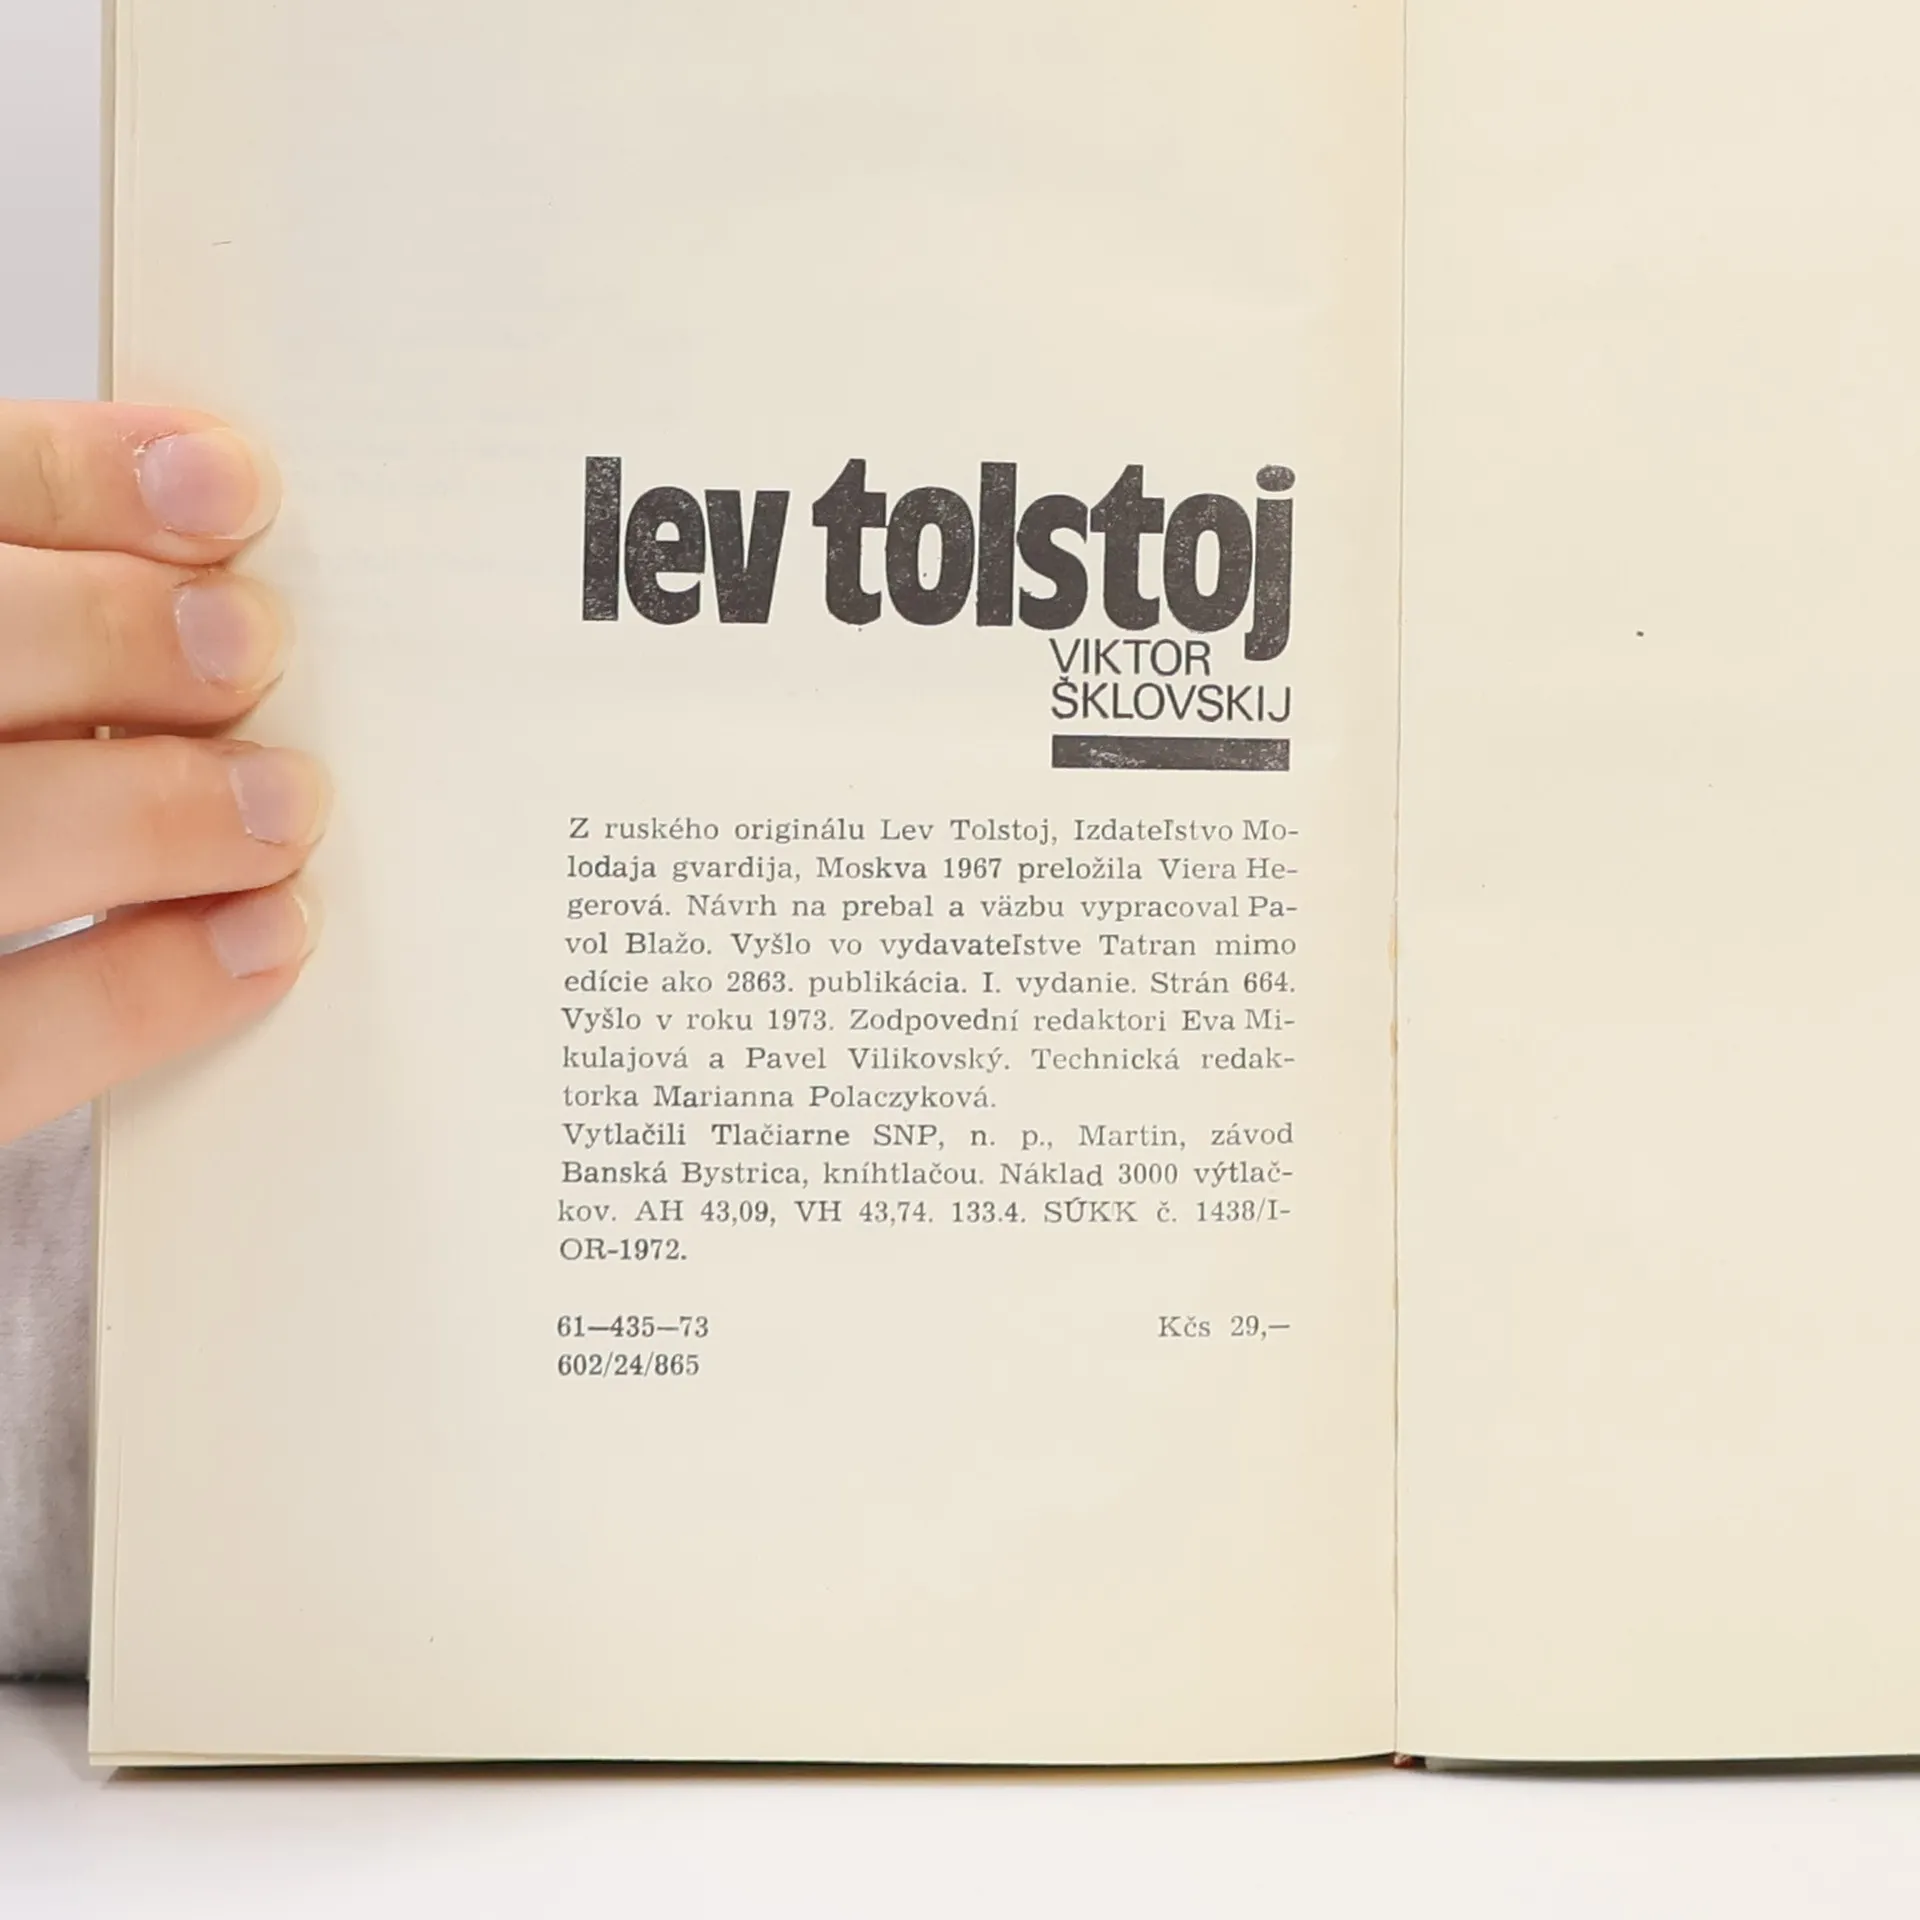 lev tolstoj
VIKTOR
ŠKLOVSKIJ
Z ruského originálu Lev Tolstoj, Izdateľstvo Mo-
lodaja gvardija, Moskva 1967 preložila Viera He-
gerová. Návrh na prebal a väzbu vypracoval Pa-
vol Blažo. Vyšlo vo vydavateľstve Tatran mimo
edície ako 2863. publikácia. I. vydanie. Strán 664.
Vyšlo v roku 1973. Zodpovední redaktori Eva Mi-
kulajová a Pavel Vilikovský. Technická redak-
torka Marianna Polaczyková.
Vytlačili Tlačiarne SNP, n. p., Martin, závod
Banská Bystrica, kníhtlačou. Náklad 3000 výtlač-
kov. AH 43,09, VH 43,74. 133.4. SÚKK č. 1438/I-
OR-1972.
61—435—73 Kčs 29,—
602/24/865